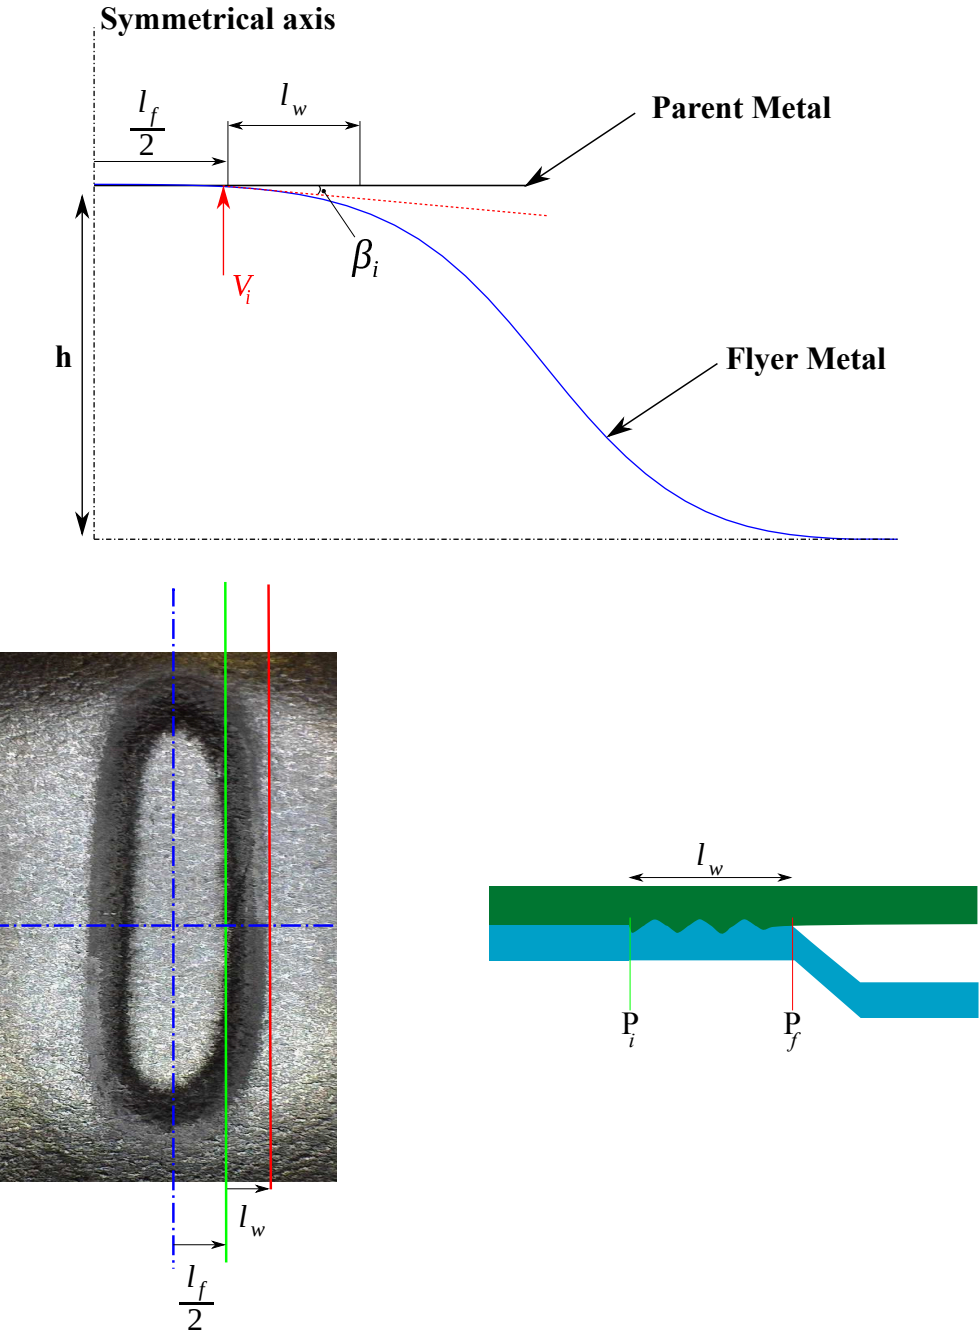 Symmetrical axis
l_f
2
l_w
Parent Metal
β_i
V_i
h
Flyer Metal
l_w
P_i
P_f
l_w
l_f
2